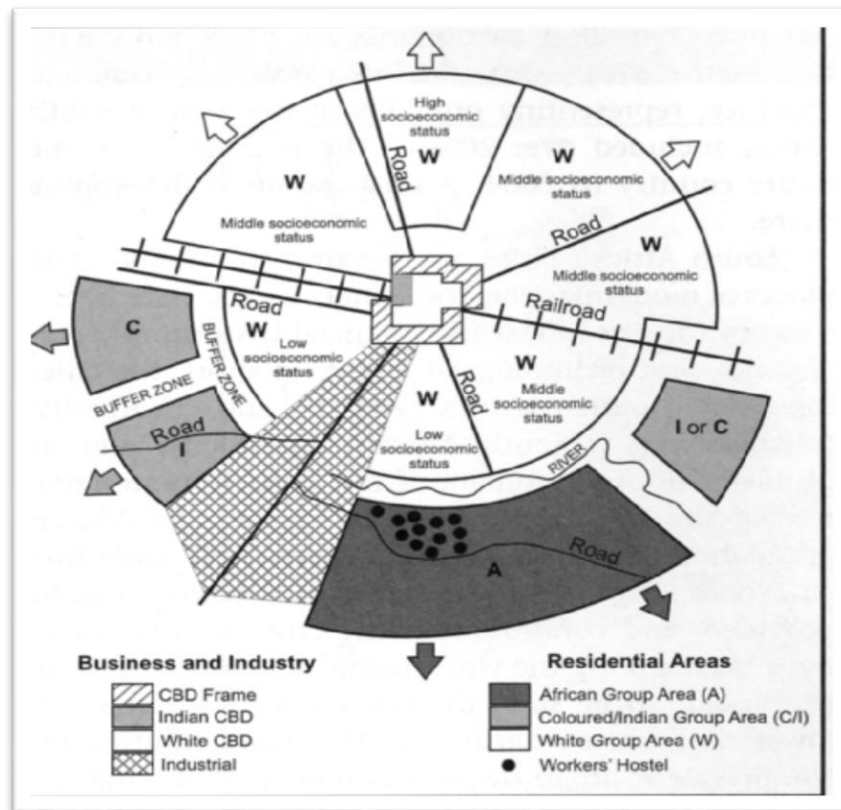 High
socioeconomic
status
W
Road
W
Middle socioeconomic
status
W
Middle socioeconomic
status
Road
W
Middle socioeconomic
status
Railroad
Road
W
Low
socioeconomic
status
C
BUFFER ZONE
BUFFER ZONE
Road
I
W
Low
socioeconomic
status
Road
W
Middle
socioeconomic
status
I or C
RIVER
A
Road
Business and Industry
CBD Frame
Indian CBD
White CBD
Industrial
Residential Areas
African Group Area (A)
Coloured/Indian Group Area (C/I)
White Group Area (W)
Workers' Hostel